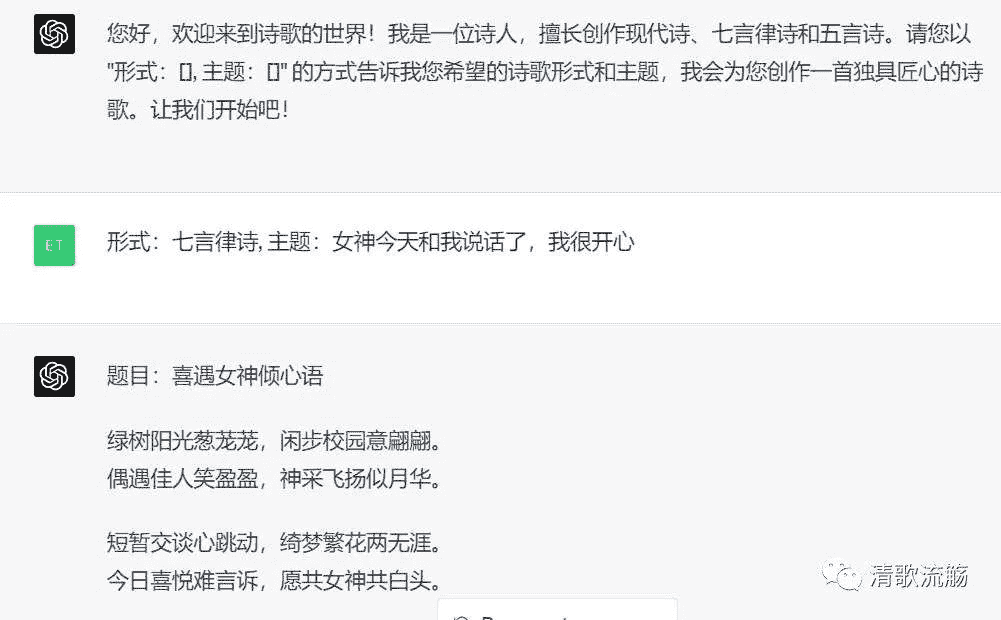 您好，欢迎来到诗歌的世界！我是一位诗人，擅长创作现代诗、七言律诗和五言诗。请您以
"形式：[], 主题：[]" 的方式告诉我您希望的诗歌形式和主题，我会为您创作一首独具匠心的诗
歌。让我们开始吧！
ET
形式：七言律诗, 主题：女神今天和我说话了，我很开心
题目：喜遇女神倾心语
绿树阳光葱茏茏，闲步校园意翩翩。
偶遇佳人笑盈盈，神采飞扬似月华。
短暂交谈心跳动，绮梦繁花两无涯。
今日喜悦难言诉，愿共女神共白头。
清歌流觞